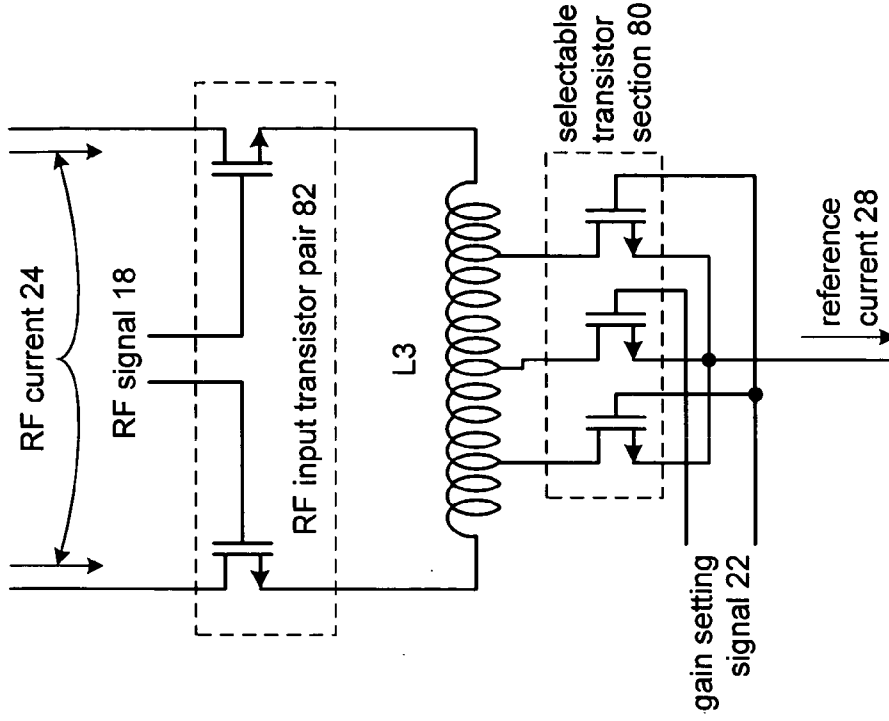 RF current 24
RF signal 18
RF input transistor pair 82
L3
selectable
transistor
section 80
gain setting
signal 22
reference
current 28